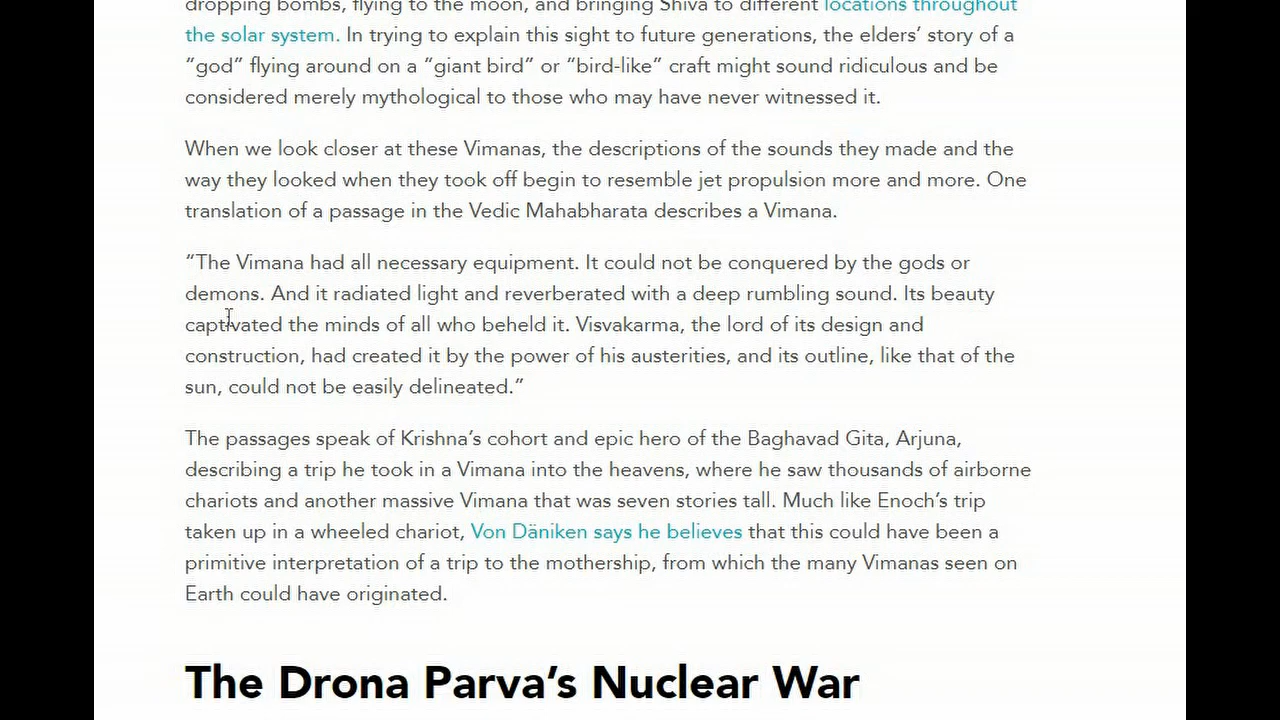 dropping bombs, flying to the moon, and bringing Shiva to different locations throughout
the solar system. In trying to explain this sight to future generations, the elders’ story of a
“god” flying around on a “giant bird” or “bird-like” craft might sound ridiculous and be
considered merely mythological to those who may have never witnessed it.
When we look closer at these Vimanas, the descriptions of the sounds they made and the
way they looked when they took off begin to resemble jet propulsion more and more. One
translation of a passage in the Vedic Mahabharata describes a Vimana.
“The Vimana had all necessary equipment. It could not be conquered by the gods or
demons. And it radiated light and reverberated with a deep rumbling sound. Its beauty
captivated the minds of all who beheld it. Visvakarma, the lord of its design and
construction, had created it by the power of his austerities, and its outline, like that of the
sun, could not be easily delineated.”
The passages speak of Krishna’s cohort and epic hero of the Baghavad Gita, Arjuna,
describing a trip he took in a Vimana into the heavens, where he saw thousands of airborne
chariots and another massive Vimana that was seven stories tall. Much like Enoch’s trip
taken up in a wheeled chariot, Von Däniken says he believes that this could have been a
primitive interpretation of a trip to the mothership, from which the many Vimanas seen on
Earth could have originated.
The Drona Parva’s Nuclear War